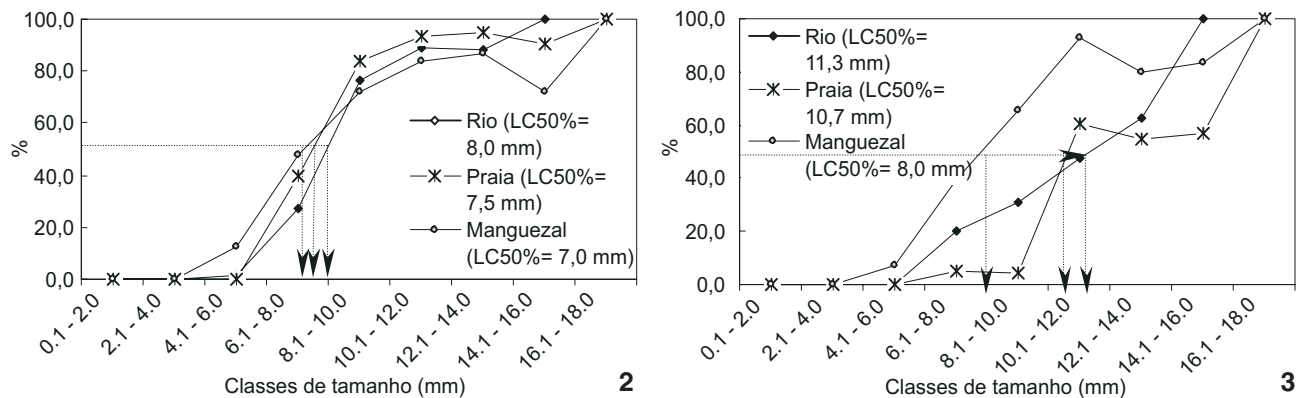 100,0
80,0
60,0
40,0
20,0
0,0
%
Rio (LC50%=
8,0 mm)
Praia (LC50%=
7,5 mm)
Manguezal
(LC50%= 7,0 mm)
0.1 - 2.0
2.1 - 4.0
4.1 - 6.0
6.1 - 8.0
8.1 - 10.0
10.1 - 12.0
12.1 - 14.0
14.1 - 16.0
16.1 - 18.0
Classes de tamanho (mm)
2
100,0
80,0
60,0
40,0
20,0
0,0
%
Rio (LC50%=
11,3 mm)
Praia (LC50%=
10,7 mm)
Manguezal
(LC50%= 8,0 mm)
0.1 - 2.0
2.1 - 4.0
4.1 - 6.0
6.1 - 8.0
8.1 - 10.0
10.1 - 12.0
12.1 - 14.0
14.1 - 16.0
16.1 - 18.0
Classes de tamanho (mm)
3